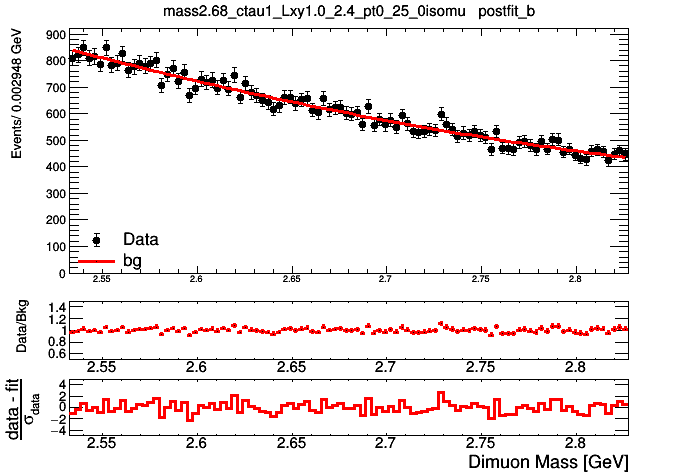 mass2.68_ctau1_Lxy1.0_2.4_pt0_25_0isomu postfit_b
Events/ 0.002948 GeV
900
800
700
600
500
400
300
200
100
0
Data
bg
2.55 2.6 2.65 2.7 2.75 2.8
Data/Bkg
1.4
1.2
1
0.8
0.6
2.55 2.6 2.65 2.7 2.75 2.8
data - fit
σdata
4
2
0
−2
−4
2.55 2.6 2.65 2.7 2.75 2.8
Dimuon Mass [GeV]